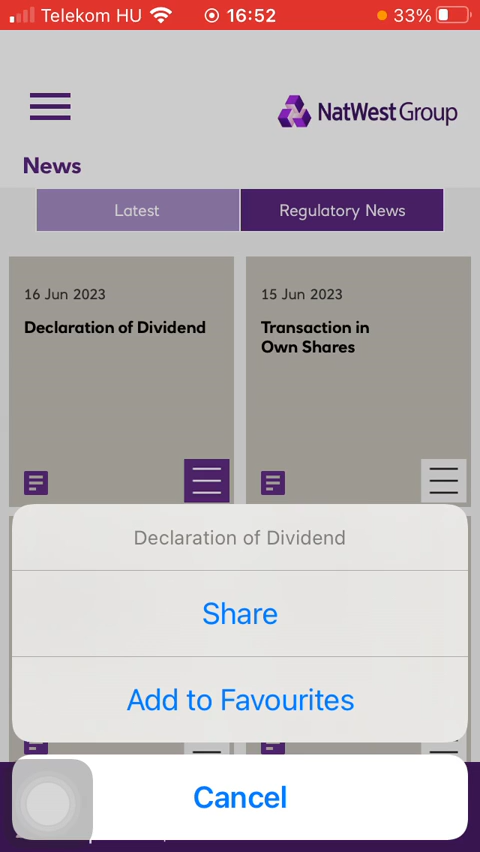 Telekom HU 16:52 33%
NatWest Group
News
Latest
Regulatory News
16 Jun 2023
Declaration of Dividend
15 Jun 2023
Transaction in
Own Shares
Declaration of Dividend
Share
Add to Favourites
Cancel